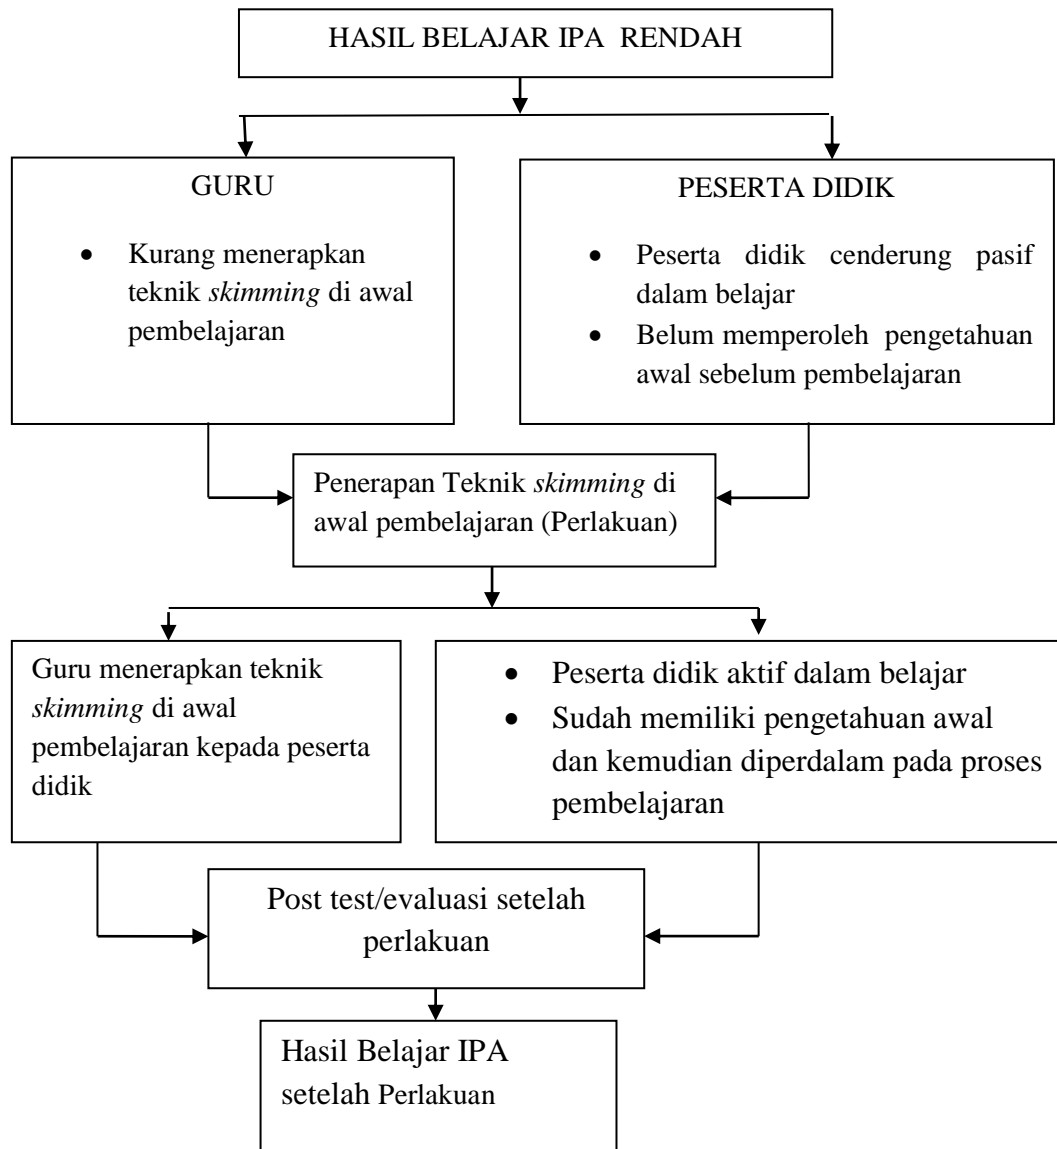 HASIL BELAJAR IPA RENDAH
GURU
• Kurang menerapkan
teknik skimming di awal
pembelajaran
PESERTA DIDIK
• Peserta didik cenderung pasif
dalam belajar
• Belum memperoleh pengetahuan
awal sebelum pembelajaran
Penerapan Teknik skimming di
awal pembelajaran (Perlakuan)
Guru menerapkan teknik
skimming di awal
pembelajaran kepada peserta
didik
• Peserta didik aktif dalam belajar
• Sudah memiliki pengetahuan awal
dan kemudian diperdalam pada proses
pembelajaran
Post test/evaluasi setelah
perlakuan
Hasil Belajar IPA
setelah Perlakuan